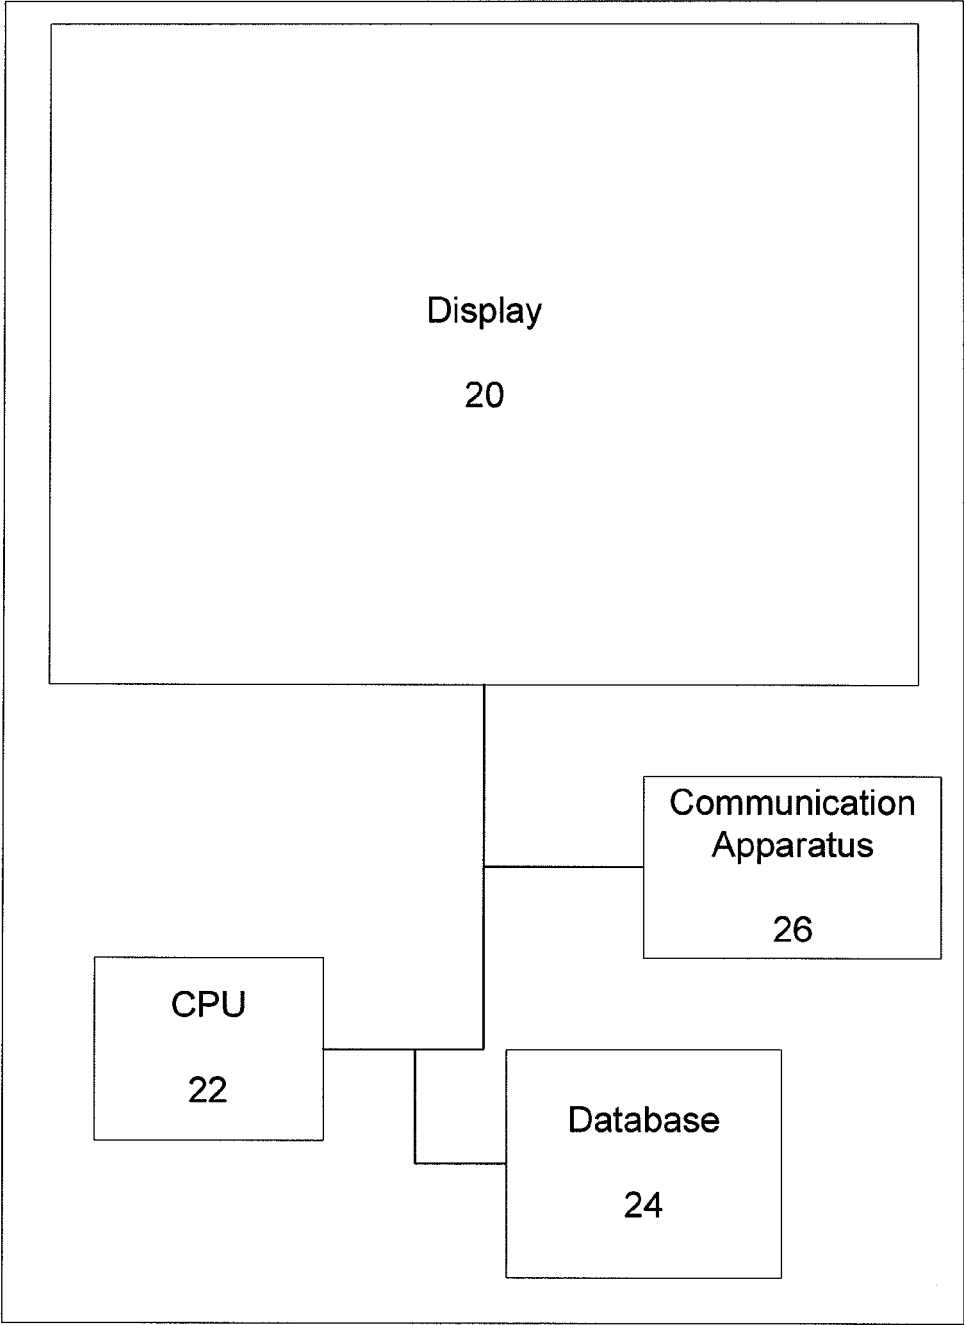 Display
20
Communication
Apparatus
26
CPU
22
Database
24